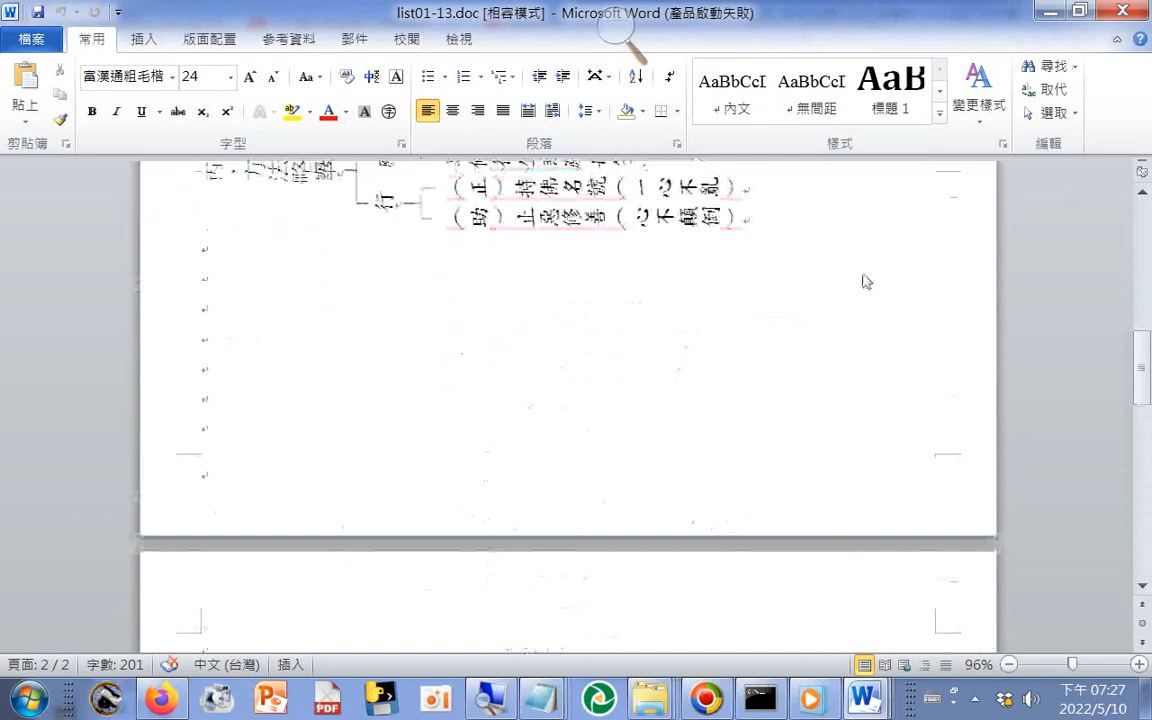 list01-13.doc [相容模式] - Microsoft Word (產品啟動失敗)
檔案 常用 插入 版面配置 參考資料 郵件 校閱 檢視
富漢通粗毛楷 24
貼上
剪貼簿 字型 段落 樣式 編輯
AaBbCcI AaBbCcI AaB
內文 無間距 標題 1
變更樣式
尋找
取代
選取
行
(正)持佛名號(一心不亂)
(助)止惡修善(心不顛倒)
頁面: 2 / 2 字數: 201 中文 (台灣) 插入 96%
下午 07:27
2022/5/10